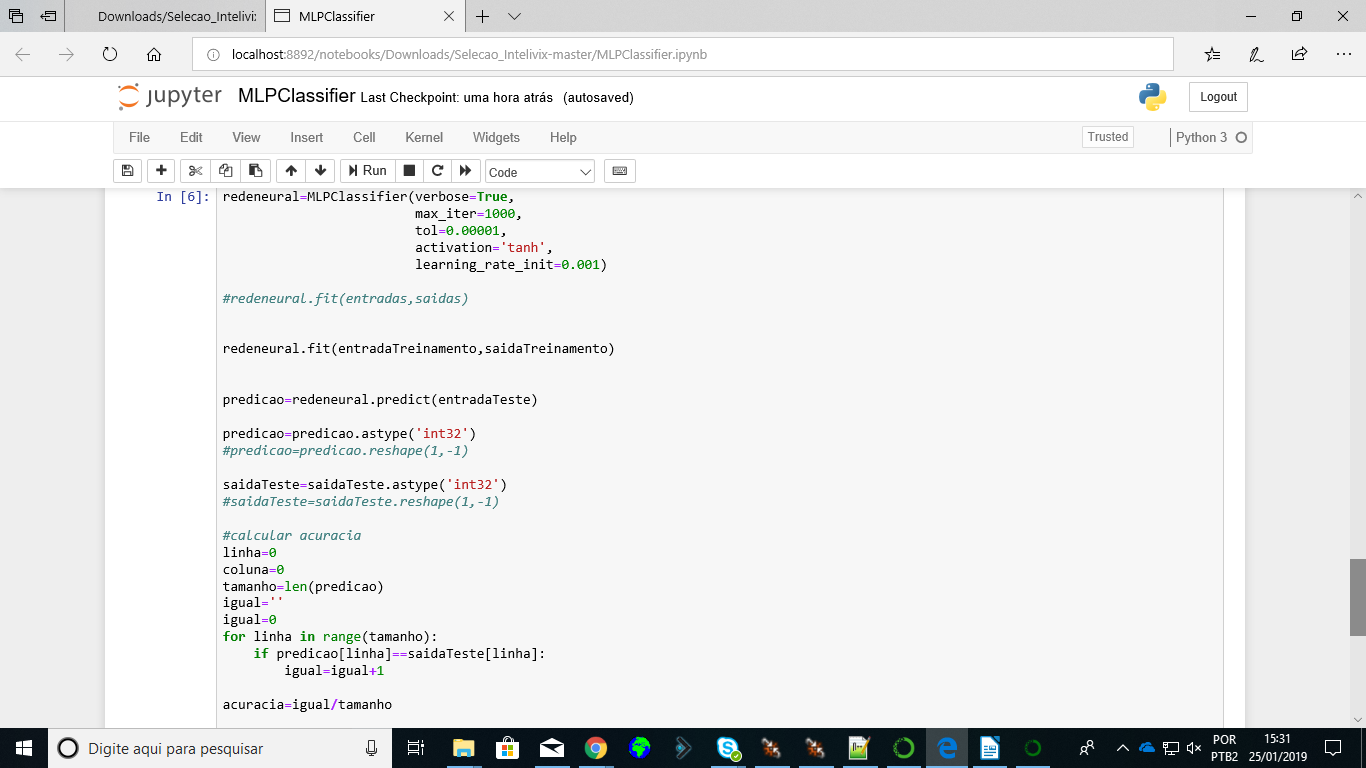 Downloads/Selecao_Intelivix
MLPClassifier
localhost:8892/notebooks/Downloads/Selecao_Intelivix-master/MLPClassifier.ipynb
jupyter MLPClassifier Last Checkpoint: uma hora atrás (autosaved)
Logout
File Edit View Insert Cell Kernel Widgets Help
Trusted
Python 3
Run
Code
In [6]: redeneural=MLPClassifier(verbose=True,
max_iter=1000,
tol=0.00001,
activation='tanh',
learning_rate_init=0.001)
#redeneural.fit(entradas,saidas)
redeneural.fit(entradaTreinamento,saidaTreinamento)
predicao=redeneural.predict(entradaTeste)
predicao=predicao.astype('int32')
#predicao=predicao.reshape(1,-1)
saidaTeste=saidaTeste.astype('int32')
#saidaTeste=saidaTeste.reshape(1,-1)
#calcular acuracia
linha=0
coluna=0
tamanho=len(predicao)
igual=''
igual=0
for linha in range(tamanho):
if predicao[linha]==saidaTeste[linha]:
igual=igual+1
acuracia=igual/tamanho
Digite aqui para pesquisar
POR
PTB2
15:31
25/01/2019